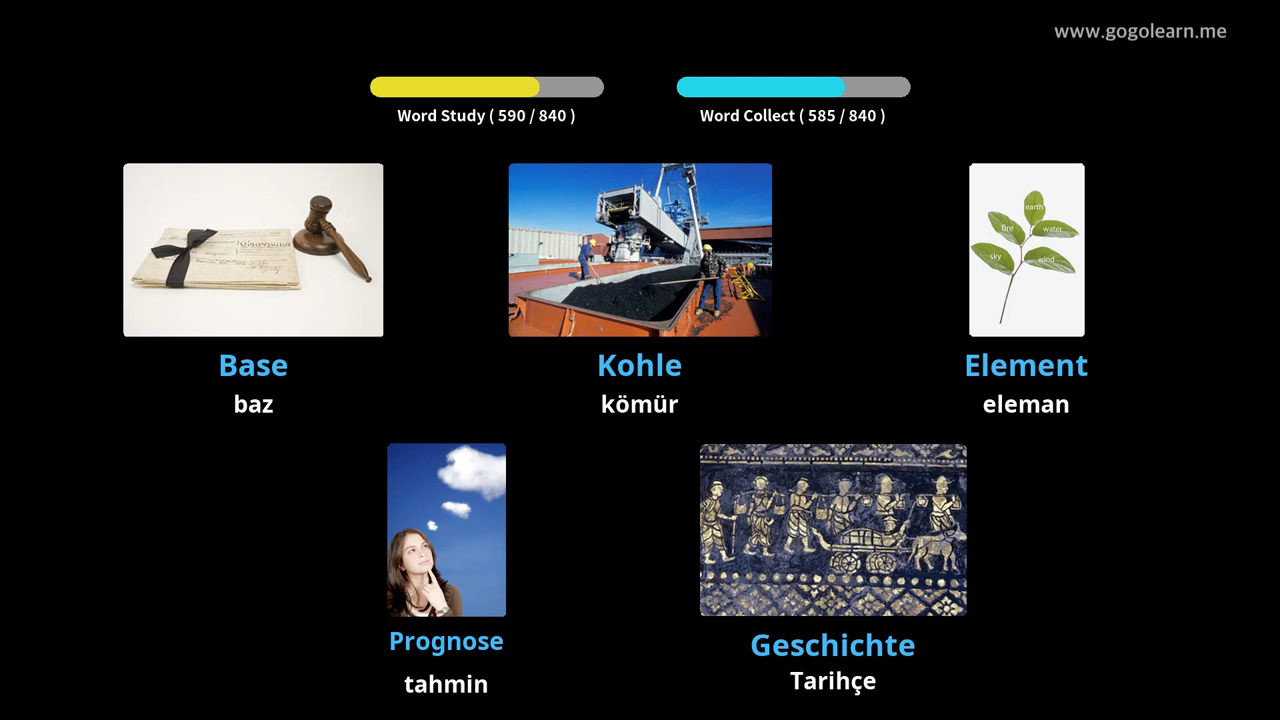 www.gogolearn.me
Word Study ( 590 / 840 )
Word Collect ( 585 / 840 )
earth
fire
water
sky
wind
Base
baz
Kohle
kömür
Element
eleman
Prognose
tahmin
Geschichte
Tarihçe